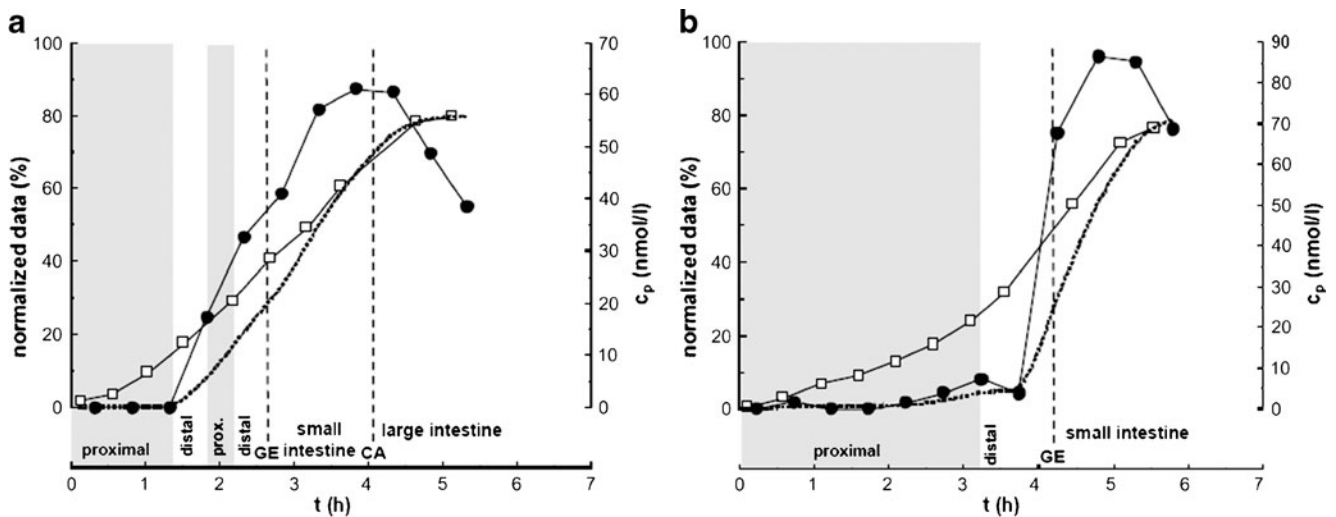 a
100
80
60
40
20
0
normalized data (%)
70
60
50
40
30
20
10
0
cp (nmol/l)
proximal
distal
prox.
distal
GE
small
intestine
CA
large intestine
0 1 2 3 4 5 6 7
t (h)
b
100
80
60
40
20
0
normalized data (%)
90
80
70
60
50
40
30
20
10
0
cp (nmol/l)
proximal
distal
GE
small intestine
0 1 2 3 4 5 6 7
t (h)